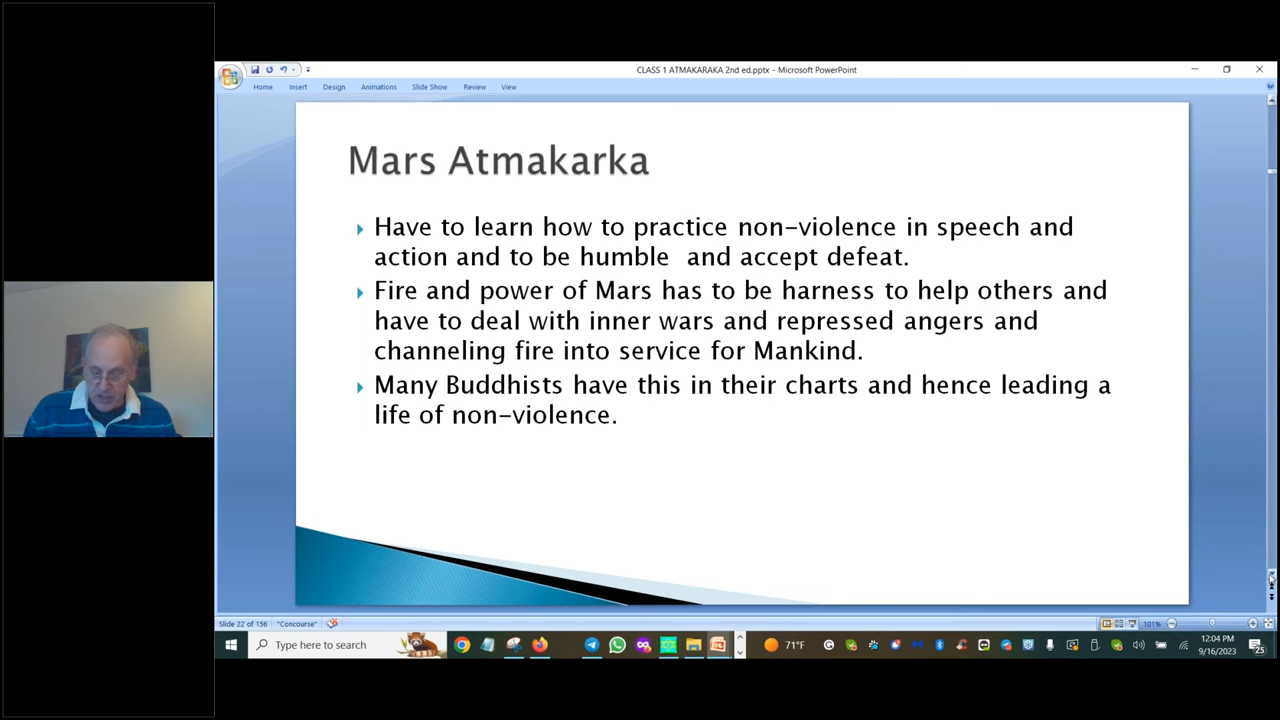 CLASS 1 ATMAKARAKA 2nd ed.pptx - Microsoft PowerPoint
Home Insert Design Animations Slide Show Review View
Mars Atmakarka
Have to learn how to practice non-violence in speech and
action and to be humble and accept defeat.
Fire and power of Mars has to be harness to help others and
have to deal with inner wars and repressed angers and
channeling fire into service for Mankind.
Many Buddhists have this in their charts and hence leading a
life of non-violence.
Slide 22 of 156 "Concourse" 101%
Type here to search 71°F 12:04 PM
9/16/2023 25